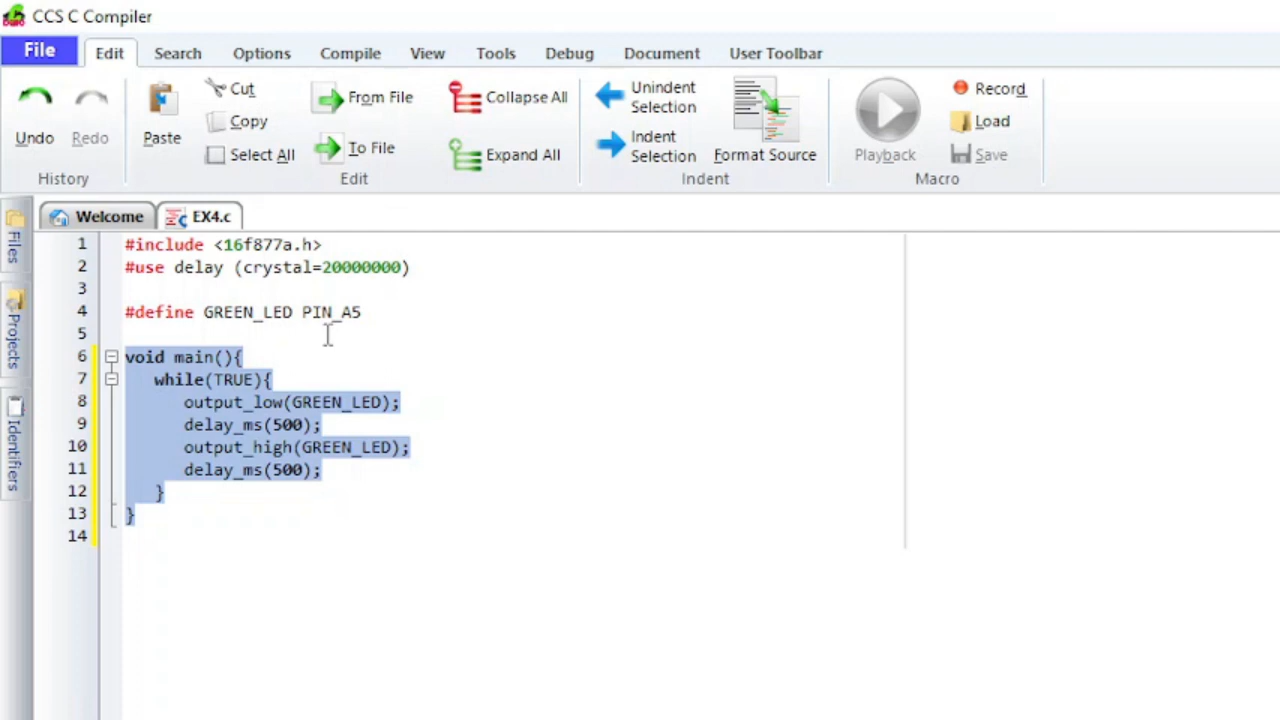 CCS C Compiler
File Edit Search Options Compile View Tools Debug Document User Toolbar
Undo Redo Paste Cut Copy Select All From File To File Collapse All Expand All Unindent Selection Indent Selection Format Source Playback Record Load Save
History Edit Indent Macro
Welcome EX4.c
Files
Projects
Identifiers
1 #include <16f877a.h>
2 #use delay (crystal=20000000)
3
4 #define GREEN_LED PIN_A5
5
6 void main(){
7 while(TRUE){
8 output_low(GREEN_LED);
9 delay_ms(500);
10 output_high(GREEN_LED);
11 delay_ms(500);
12 }
13 }
14